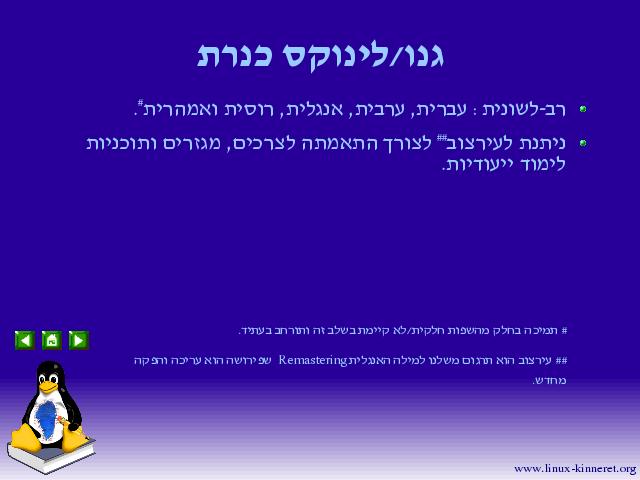 גנו/לינוקס כנרת
רב-לשונית : עברית, ערבית, אנגלית, רוסית ואמהרית#.
ניתנת לעירצוב## לצורך התאמתה לצרכים, מגזרים ותוכניות
לימוד ייעודיות.
# תמיכה בחלק מהשפות חלקית/לא קיימת בשלב זה ותורחב בעתיד.
## עירצוב הוא תרגום משלנו למילה האנגלית Remastering שפירושה הוא עריכה והפקה
מחדש.
www.linux-kinneret.org